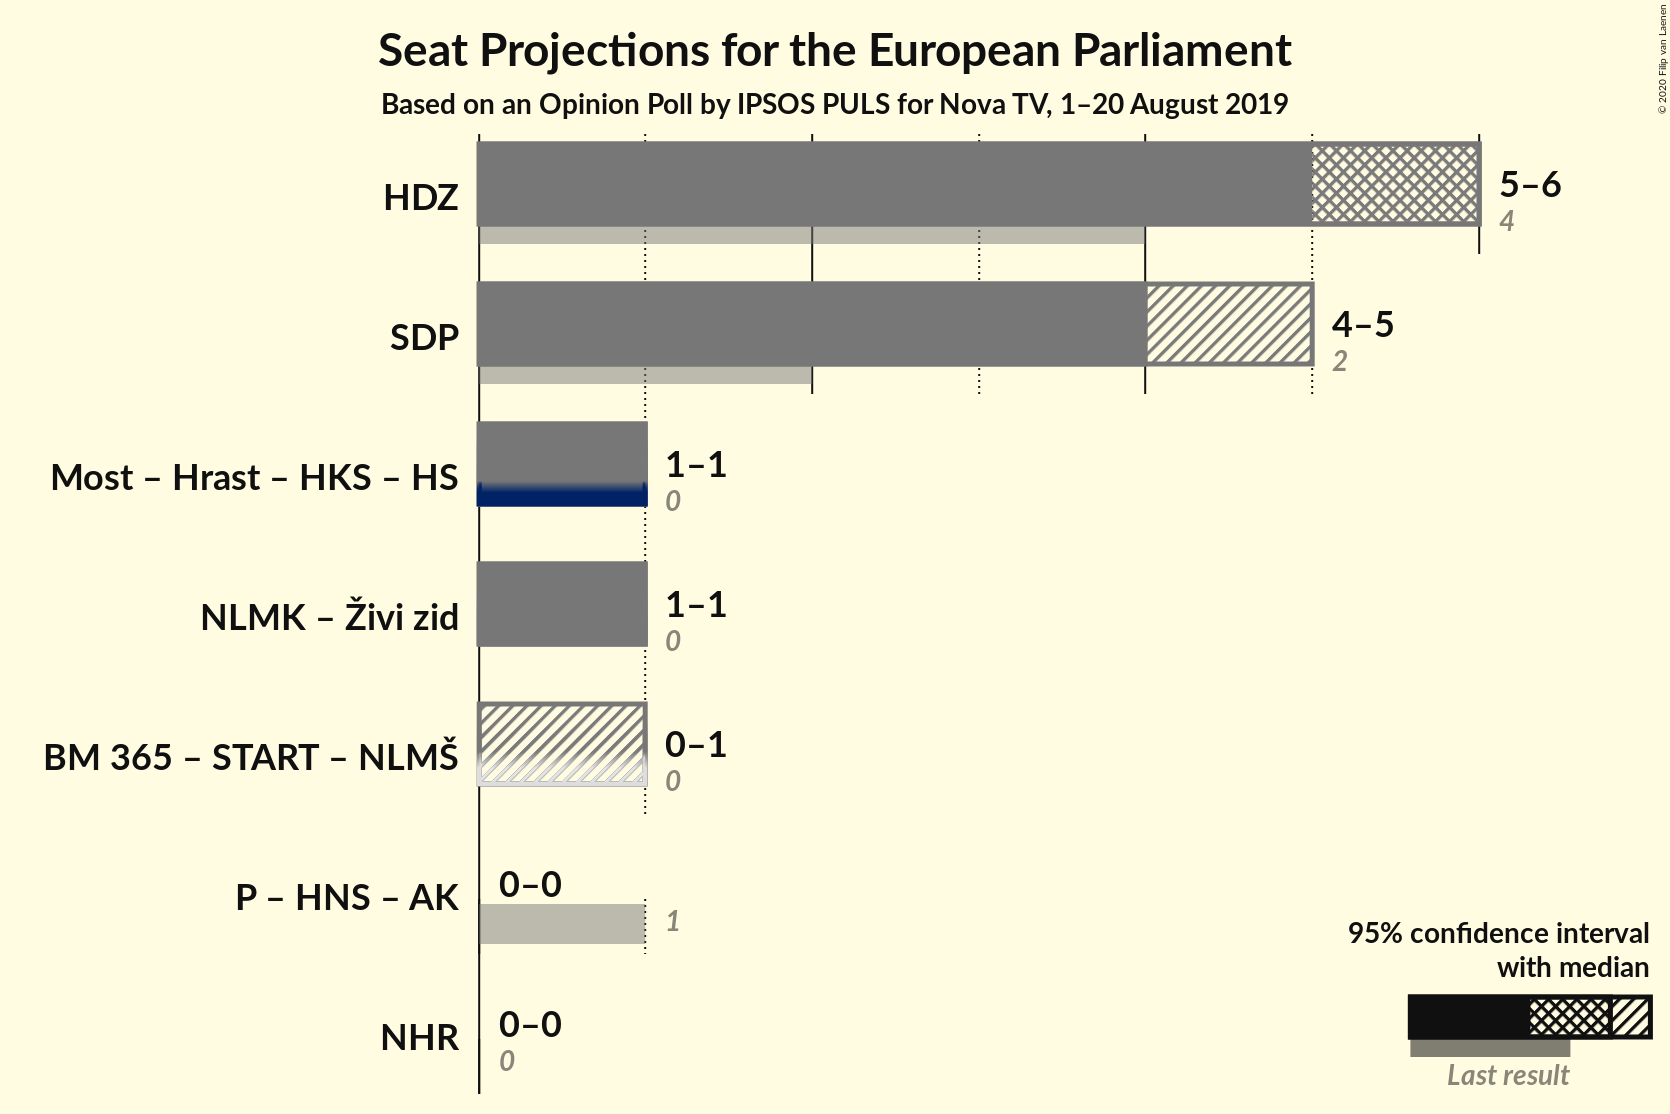 Seat Projections for the European Parliament
Based on an Opinion Poll by IPSOS PULS for Nova TV, 1–20 August 2019
© 2020 Filip van Laenen
HDZ
5–6
4
SDP
4–5
2
Most – Hrast – HKS – HS
1–1
0
NLMK – Živi zid
1–1
0
BM 365 – START – NLMŠ
0–1
0
P – HNS – AK
0–0
1
NHR
0–0
0
95% confidence interval
with median
Last result